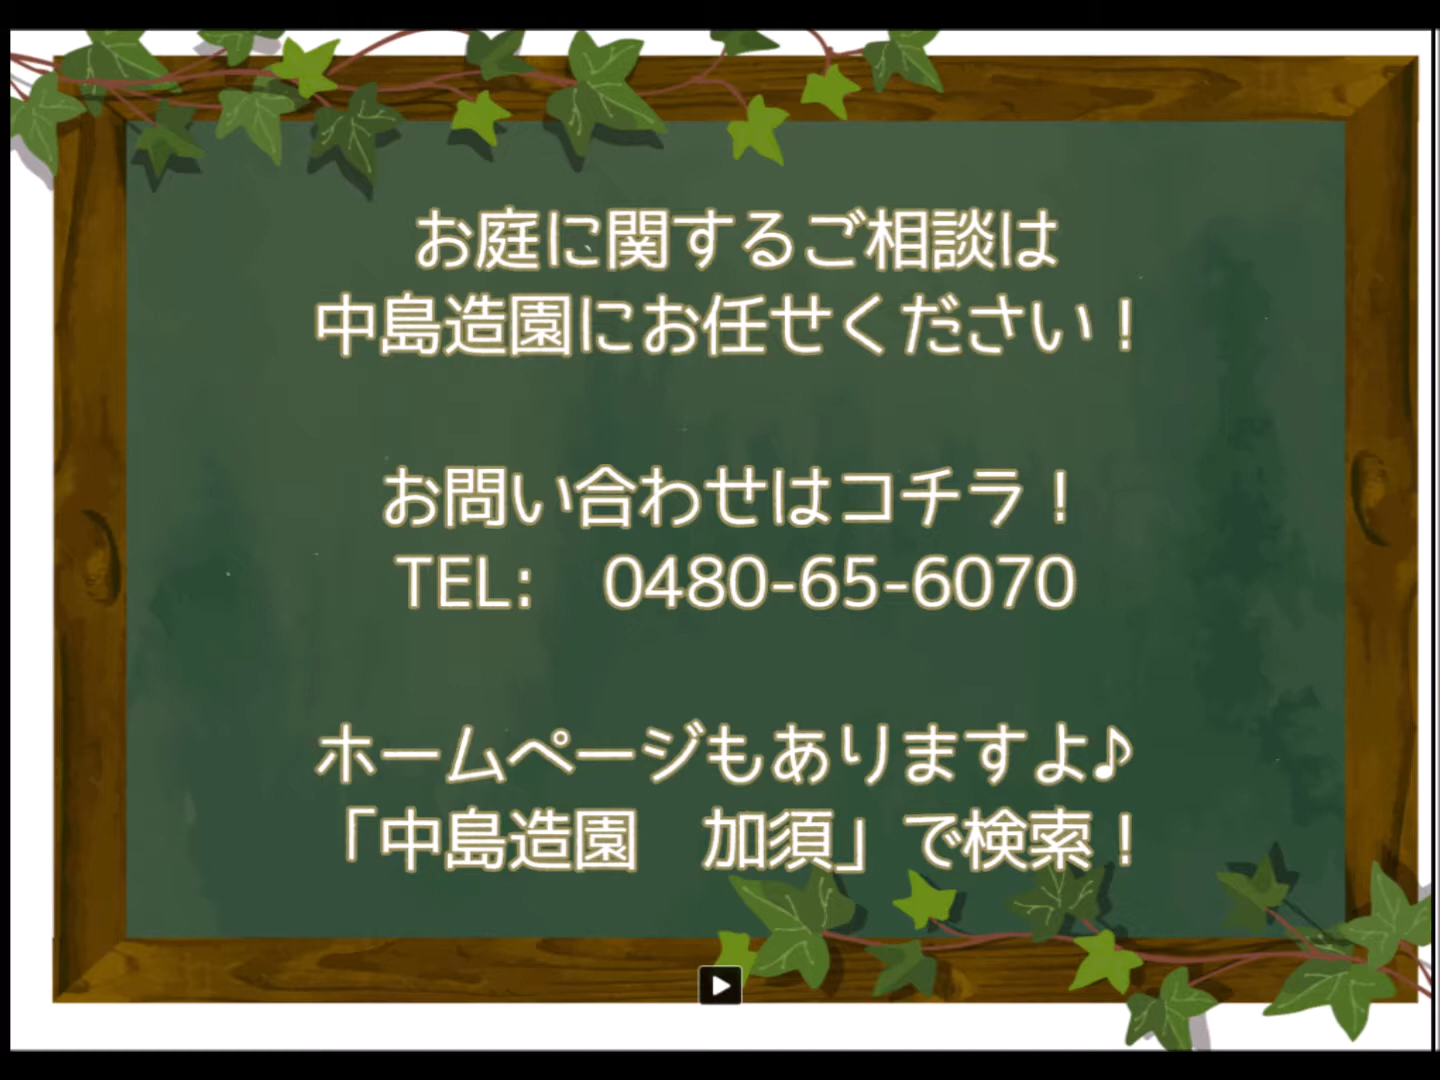 お庭に関するご相談は
中島造園にお任せください！
お問い合わせはコチラ！
TEL:　0480-65-6070
ホームページもありますよ♪
「中島造園　加須」で検索！